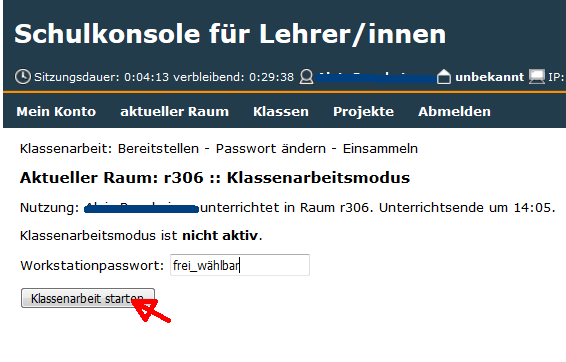 Schulkonsole für Lehrer/innen
Sitzungsdauer: 0:04:13 verbleibend: 0:29:38 unbekannt IP:
Mein Konto aktueller Raum Klassen Projekte Abmelden
Klassenarbeit: Bereitstellen - Passwort ändern - Einsammeln
Aktueller Raum: r306 :: Klassenarbeitsmodus
Nutzung: unterrichtet in Raum r306. Unterrichtsende um 14:05.
Klassenarbeitsmodus ist nicht aktiv.
Workstationpasswort: frei_wählbar
Klassenarbeit starten